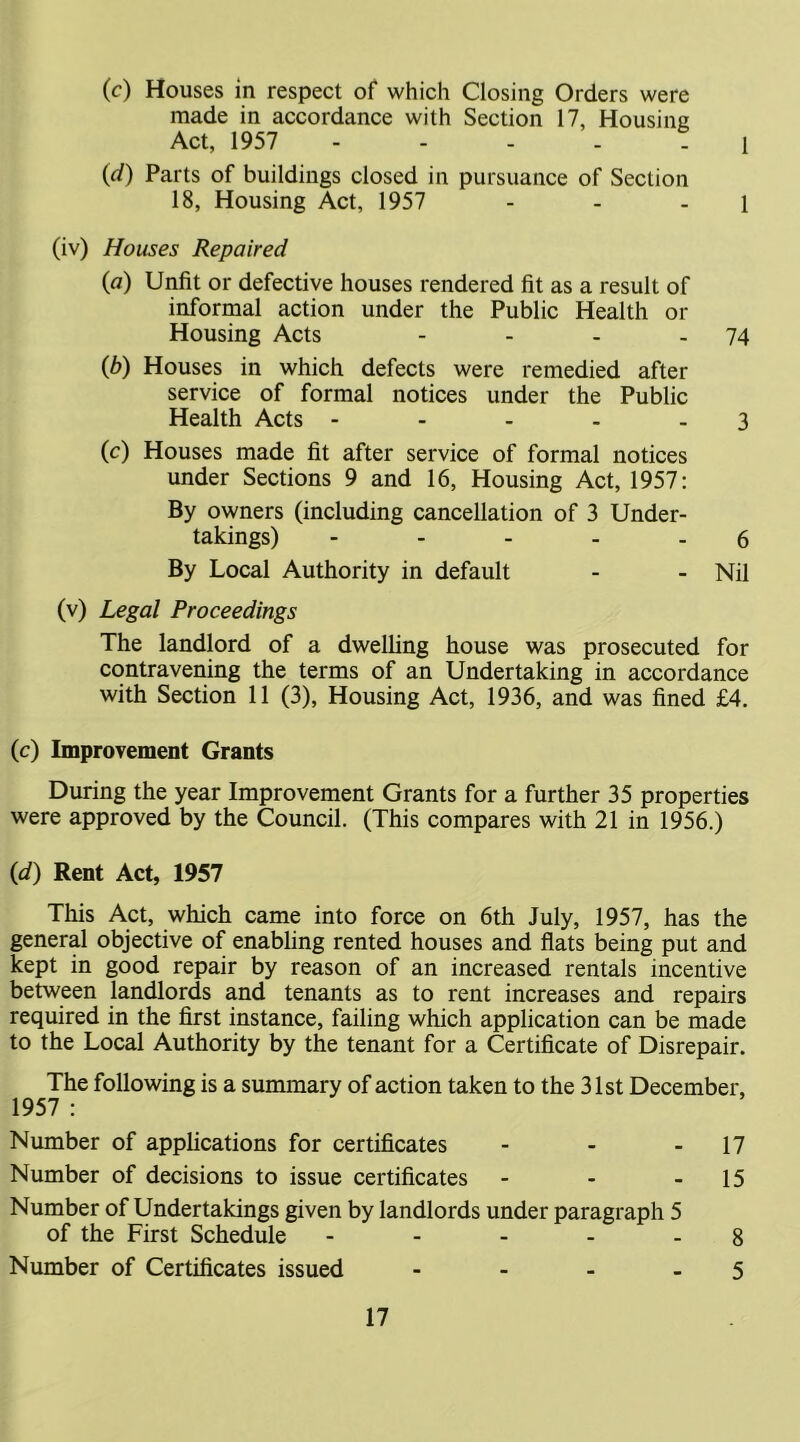 (c) Houses in respect of which Closing Orders were
made in accordance with Section 17, Housing
Act, 1957 - - - - - 1
(d) Parts of buildings closed in pursuance of Section
18, Housing Act, 1957 - - - 1
(iv) Houses Repaired
(a) Unfit or defective houses rendered fit as a result of
informal action under the Public Health or
Housing Acts - - - - 74
(b) Houses in which defects were remedied after
service of formal notices under the Public
Health Acts - - - - - 3
(c) Houses made fit after service of formal notices
under Sections 9 and 16, Housing Act, 1957:
By owners (including cancellation of 3 Under-
takings) - - - - - 6
By Local Authority in default - - Nil
(v) Legal Proceedings
The landlord of a dwelling house was prosecuted for
contravening the terms of an Undertaking in accordance
with Section 11 (3), Housing Act, 1936, and was fined £4.
(c) Improvement Grants
During the year Improvement Grants for a further 35 properties
were approved by the Council. (This compares with 21 in 1956.)
(d) Rent Act, 1957
This Act, which came into force on 6th July, 1957, has the
general objective of enabling rented houses and flats being put and
kept in good repair by reason of an increased rentals incentive
between landlords and tenants as to rent increases and repairs
required in the first instance, failing which application can be made
to the Local Authority by the tenant for a Certificate of Disrepair.
The following is a summary of action taken to the 31st December,
1957 :
Number of applications for certificates - - - 17
Number of decisions to issue certificates - - - 15
Number of Undertakings given by landlords under paragraph 5
of the First Schedule - - - - - 8
Number of Certificates issued - - - - 5
17